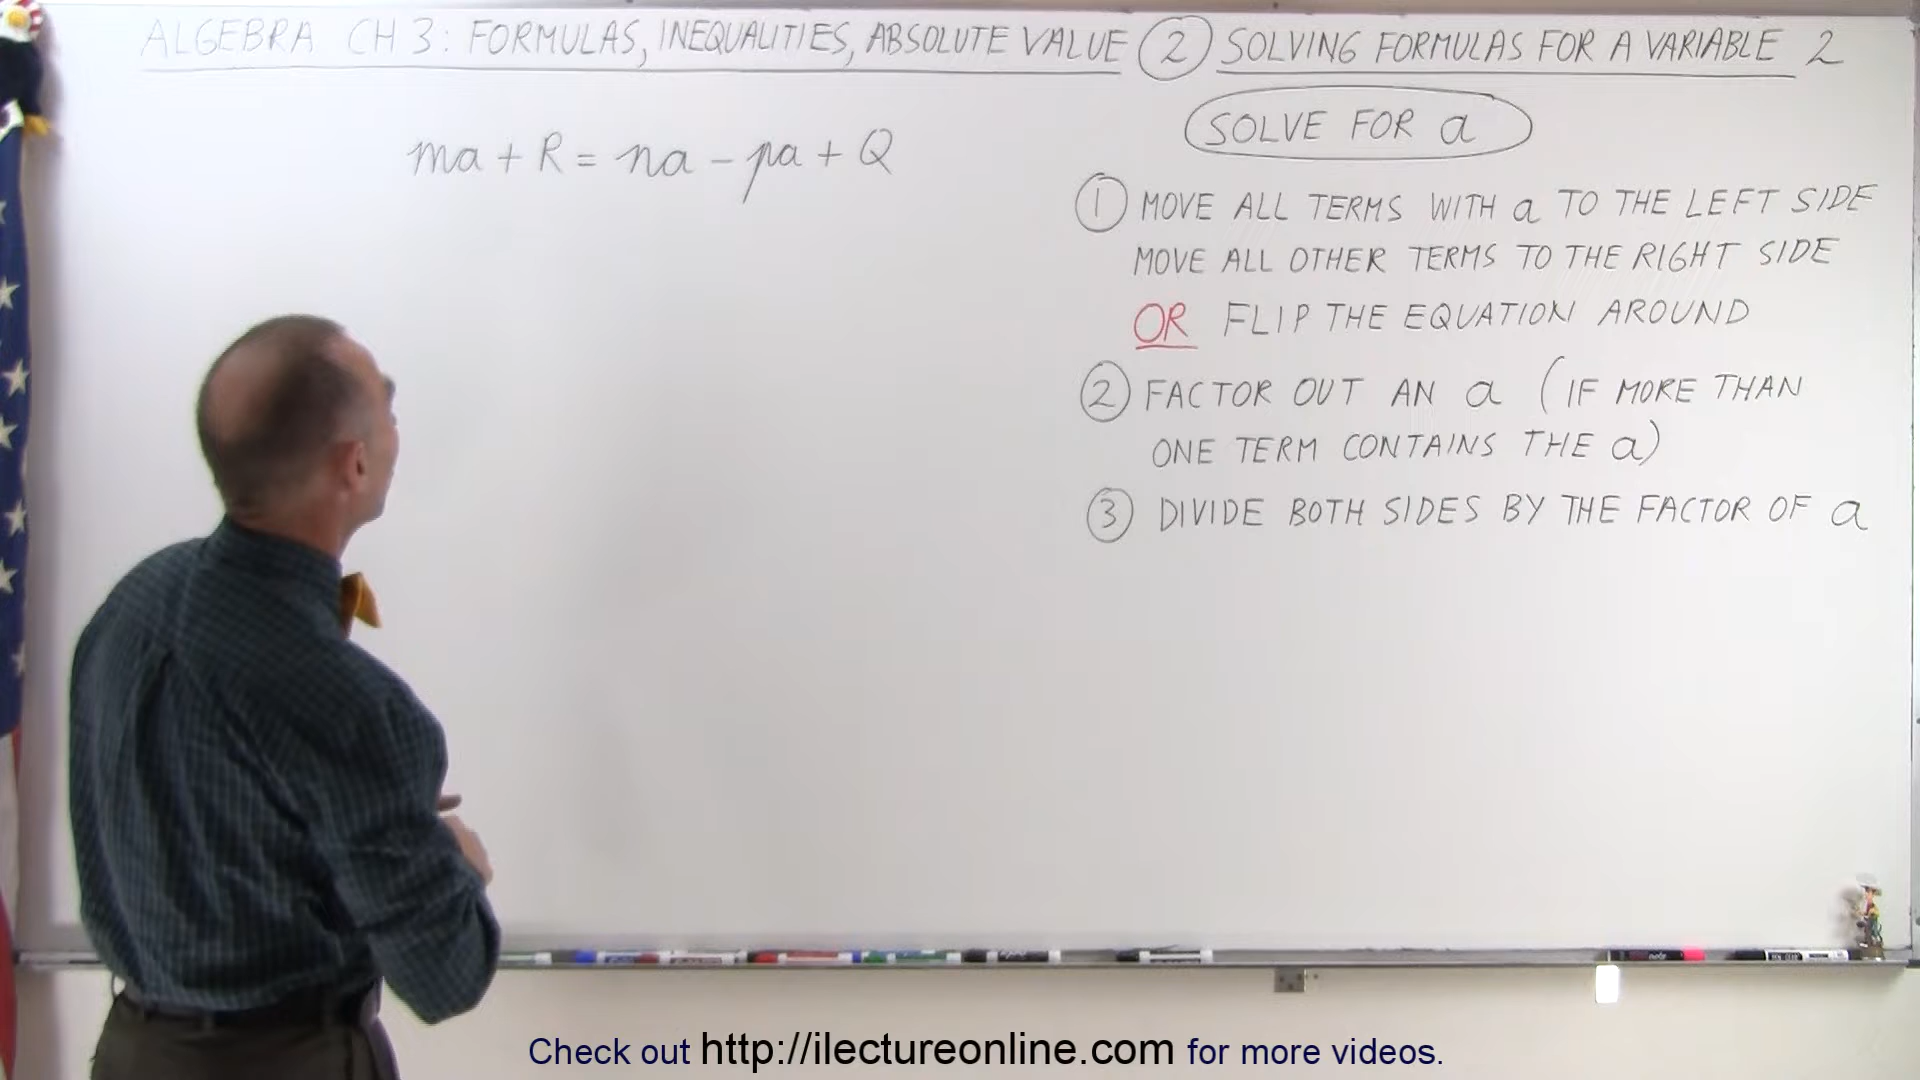 ALGEBRA CH 3: FORMULAS, INEQUALITIES, ABSOLUTE VALUE ② SOLVING FORMULAS FOR A VARIABLE 2
ma + R = na - pa + Q
SOLVE FOR a
① MOVE ALL TERMS WITH a TO THE LEFT SIDE
MOVE ALL OTHER TERMS TO THE RIGHT SIDE
OR FLIP THE EQUATION AROUND
② FACTOR OUT AN a (IF MORE THAN
ONE TERM CONTAINS THE a)
③ DIVIDE BOTH SIDES BY THE FACTOR OF a
Check out http://ilectureonline.com for more videos.